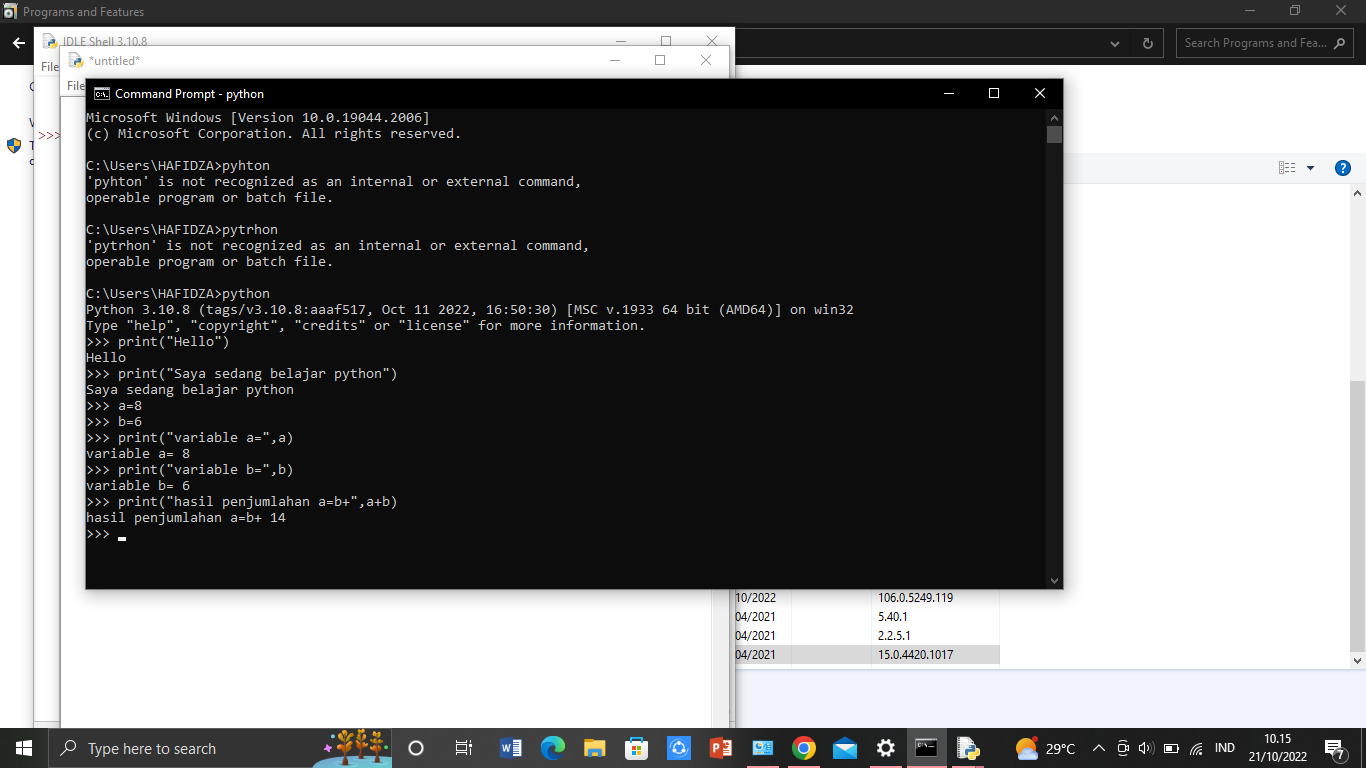 Programs and Features
Search Programs and Fea...
IDLE Shell 3.10.8
File
*untitled*
File
>>>
Command Prompt - python
Microsoft Windows [Version 10.0.19044.2006]
(c) Microsoft Corporation. All rights reserved.
C:\Users\HAFIDZA>pyhton
'pyhton' is not recognized as an internal or external command,
operable program or batch file.
C:\Users\HAFIDZA>pytrhon
'pytrhon' is not recognized as an internal or external command,
operable program or batch file.
C:\Users\HAFIDZA>python
Python 3.10.8 (tags/v3.10.8:aaaf517, Oct 11 2022, 16:50:30) [MSC v.1933 64 bit (AMD64)] on win32
Type "help", "copyright", "credits" or "license" for more information.
>>> print("Hello")
Hello
>>> print("Saya sedang belajar python")
Saya sedang belajar python
>>> a=8
>>> b=6
>>> print("variable a=",a)
variable a= 8
>>> print("variable b=",b)
variable b= 6
>>> print("hasil penjumlahan a=b+",a+b)
hasil penjumlahan a=b+ 14
>>>
10/2022 106.0.5249.119
04/2021 5.40.1
04/2021 2.2.5.1
04/2021 15.0.4420.1017
Type here to search
29°C
IND
10.15
21/10/2022
7